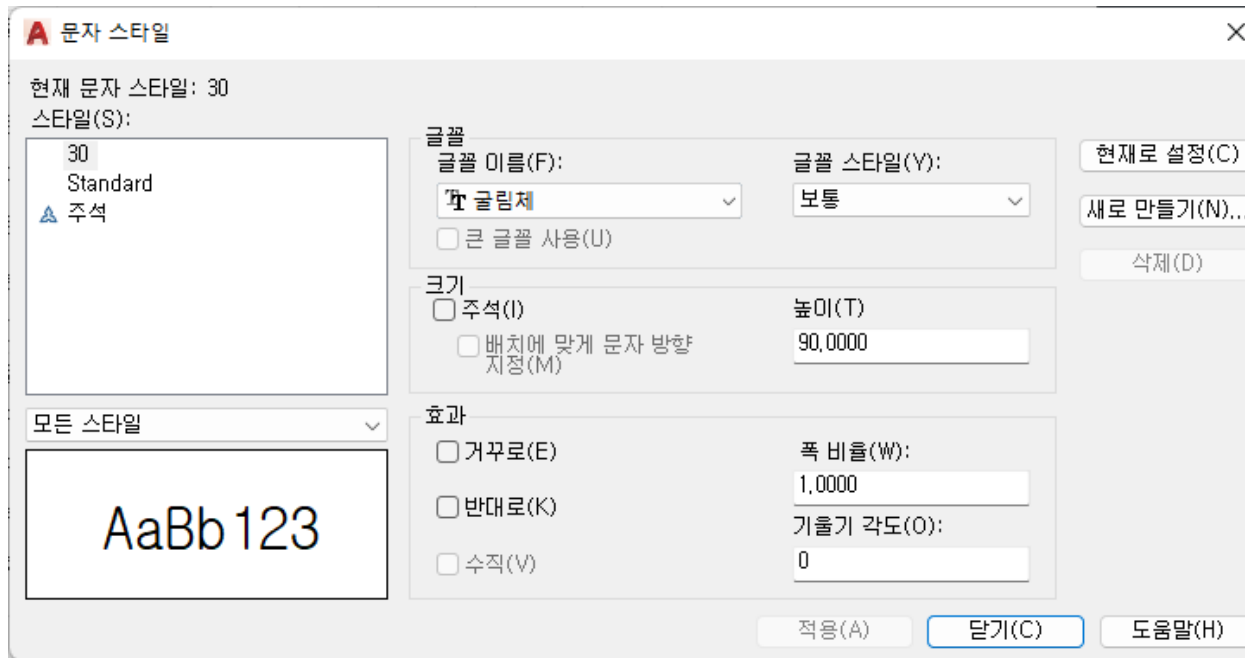 문자 스타일
현재 문자 스타일: 30
스타일(S):
30
Standard
주석
모든 스타일
AaBb123
글꼴
글꼴 이름(F):
굴림체
큰 글꼴 사용(U)
글꼴 스타일(Y):
보통
크기
주석(I)
배치에 맞게 문자 방향
지정(M)
높이(T)
90,0000
효과
거꾸로(E)
반대로(K)
수직(V)
폭 비율(W):
1,0000
기울기 각도(O):
0
현재로 설정(C)
새로 만들기(N)...
삭제(D)
적용(A)
닫기(C)
도움말(H)